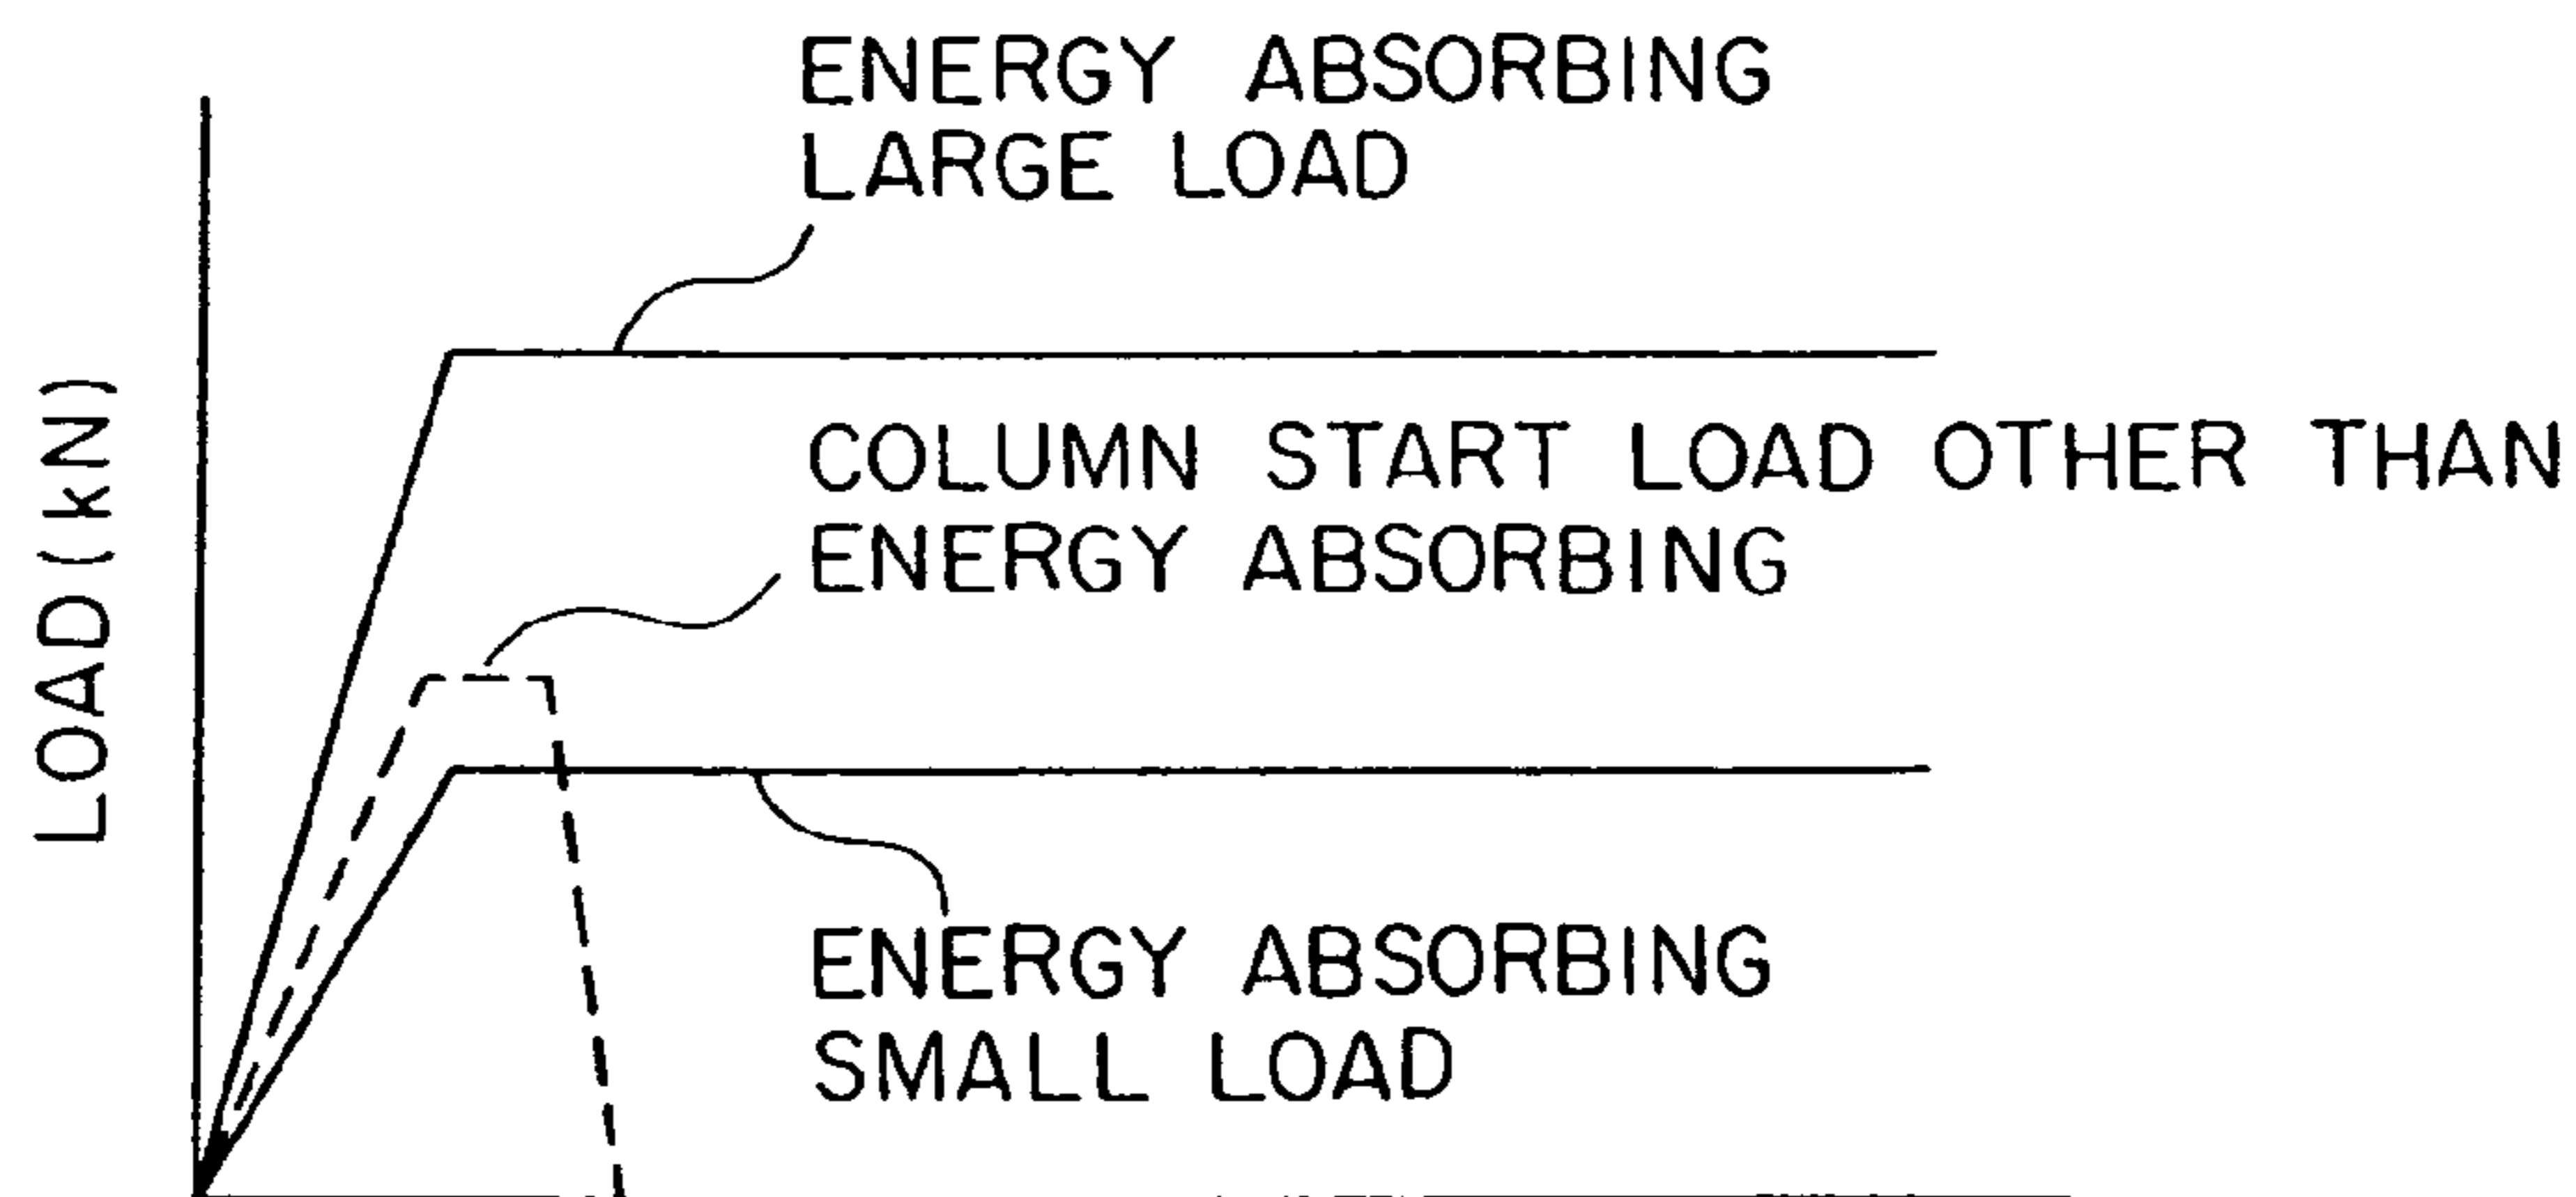 ENERGY ABSORBING
LARGE LOAD
LOAD (kN)
COLUMN START LOAD OTHER THAN
ENERGY ABSORBING
ENERGY ABSORBING
SMALL LOAD